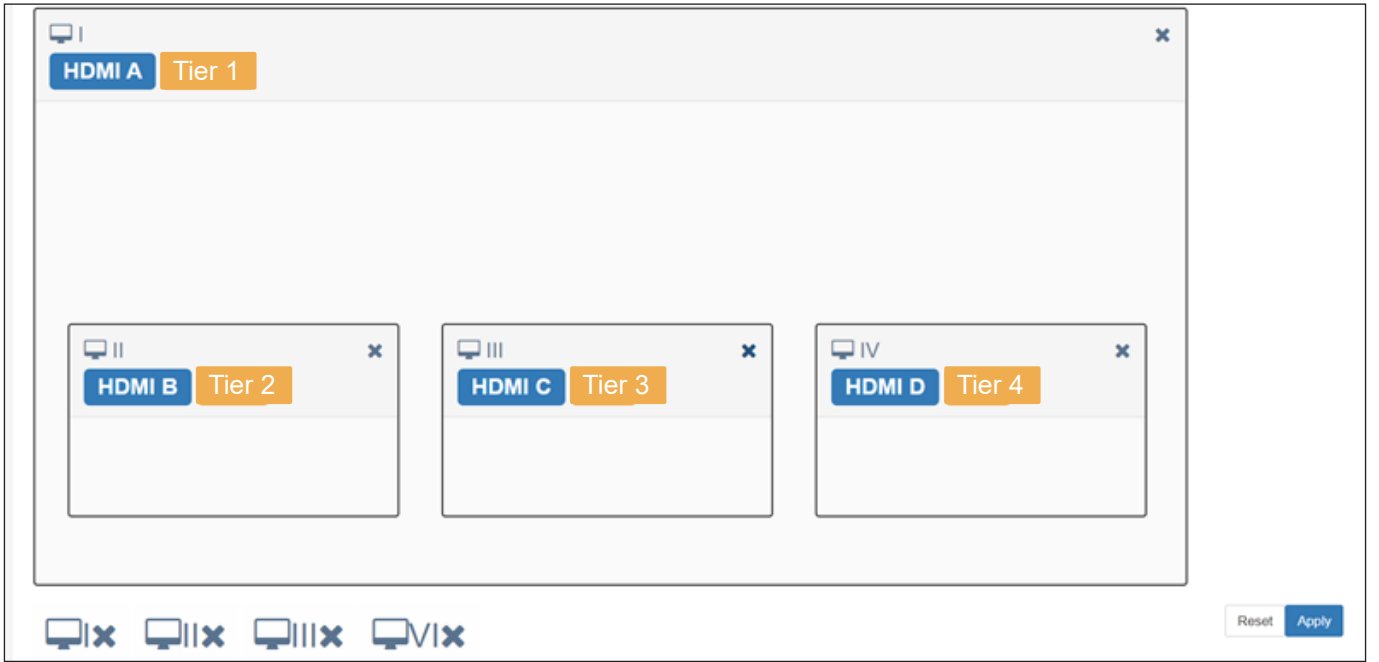 I
HDMI A Tier 1
II III IV
HDMI B Tier 2 HDMI C Tier 3 HDMI D Tier 4
I II III VI
Reset Apply